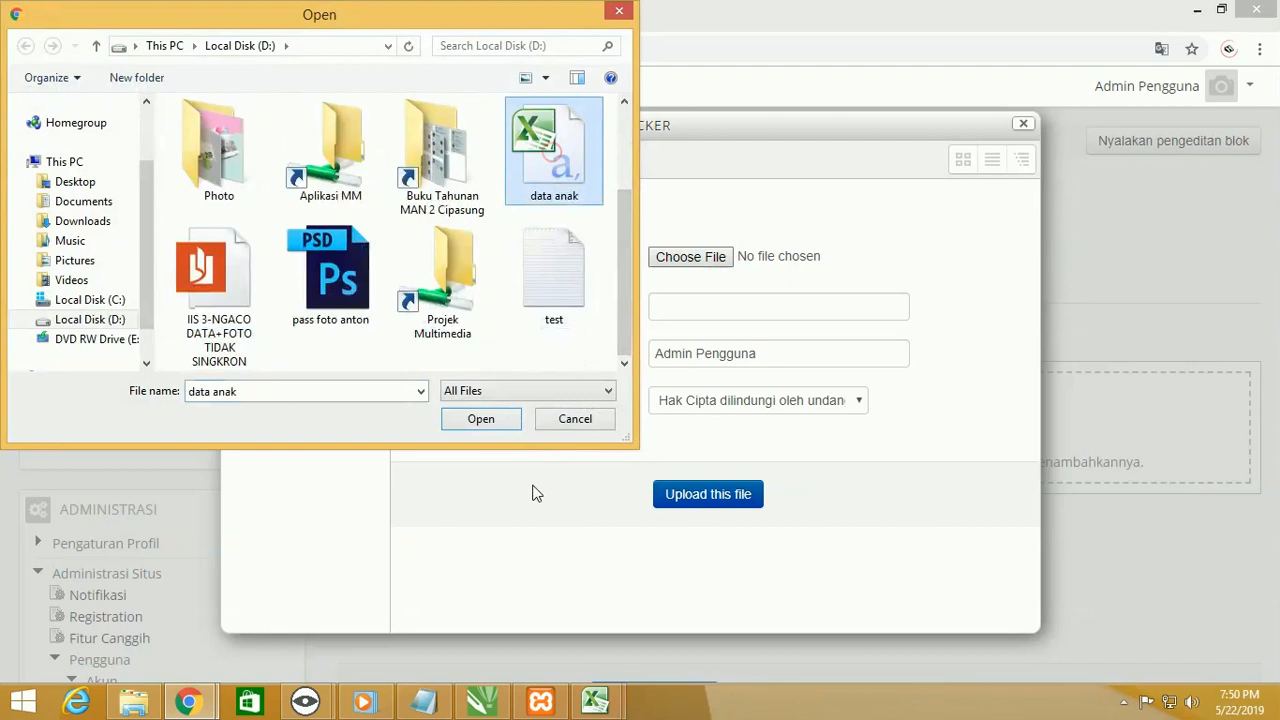 Open
This PC
Local Disk (D:)
Search Local Disk (D:)
Organize
New folder
Homegroup
This PC
Desktop
Documents
Downloads
Music
Pictures
Videos
Local Disk (C:)
Local Disk (D:)
DVD RW Drive (E:
Photo
Aplikasi MM
Buku Tahunan
MAN 2 Cipasung
data anak
IIS 3-NGACO
DATA+FOTO
TIDAK
SINGKRON
PSD
Ps
pass foto anton
Projek
Multimedia
test
File name:
data anak
All Files
Open
Cancel
Admin Pengguna
CKER
Nyalakan pengeditan blok
Choose File
No file chosen
Admin Pengguna
Hak Cipta dilindungi oleh undan
enambahkannya.
Upload this file
ADMINISTRASI
Pengaturan Profil
Administrasi Situs
Notifikasi
Registration
Fitur Canggih
Pengguna
Akun
7:50 PM
5/22/2019